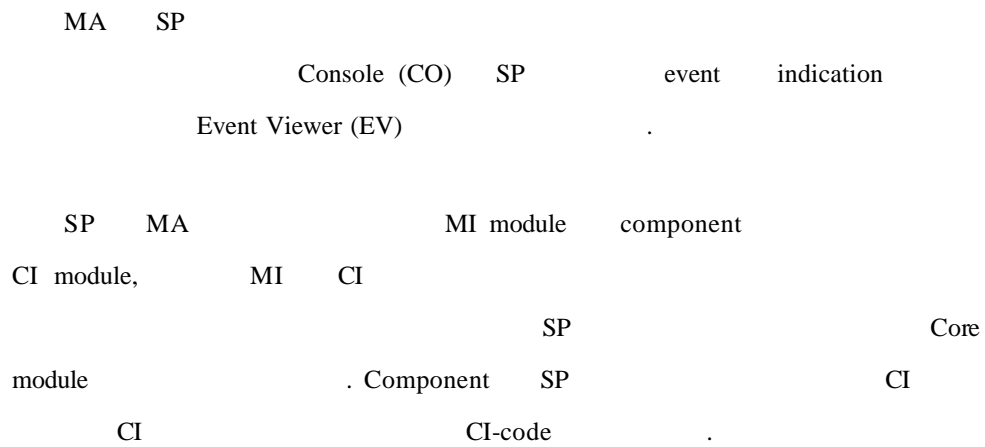 MA SP
Console (CO) SP event indication
Event Viewer (EV) .
SP MA MI module component
CI module, MI CI
SP Core
module . Component SP CI
CI CI-code .